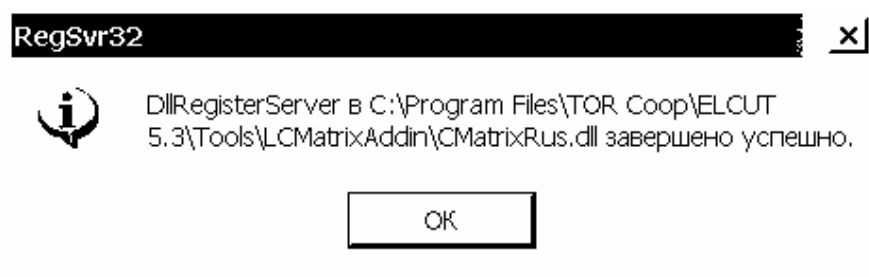 RegSvr32
DllRegisterServer в C:\Program Files\TOR Coop\ELCUT
5.3\Tools\LCMatrixAddin\CMatrixRus.dll завершено успешно.
ОК